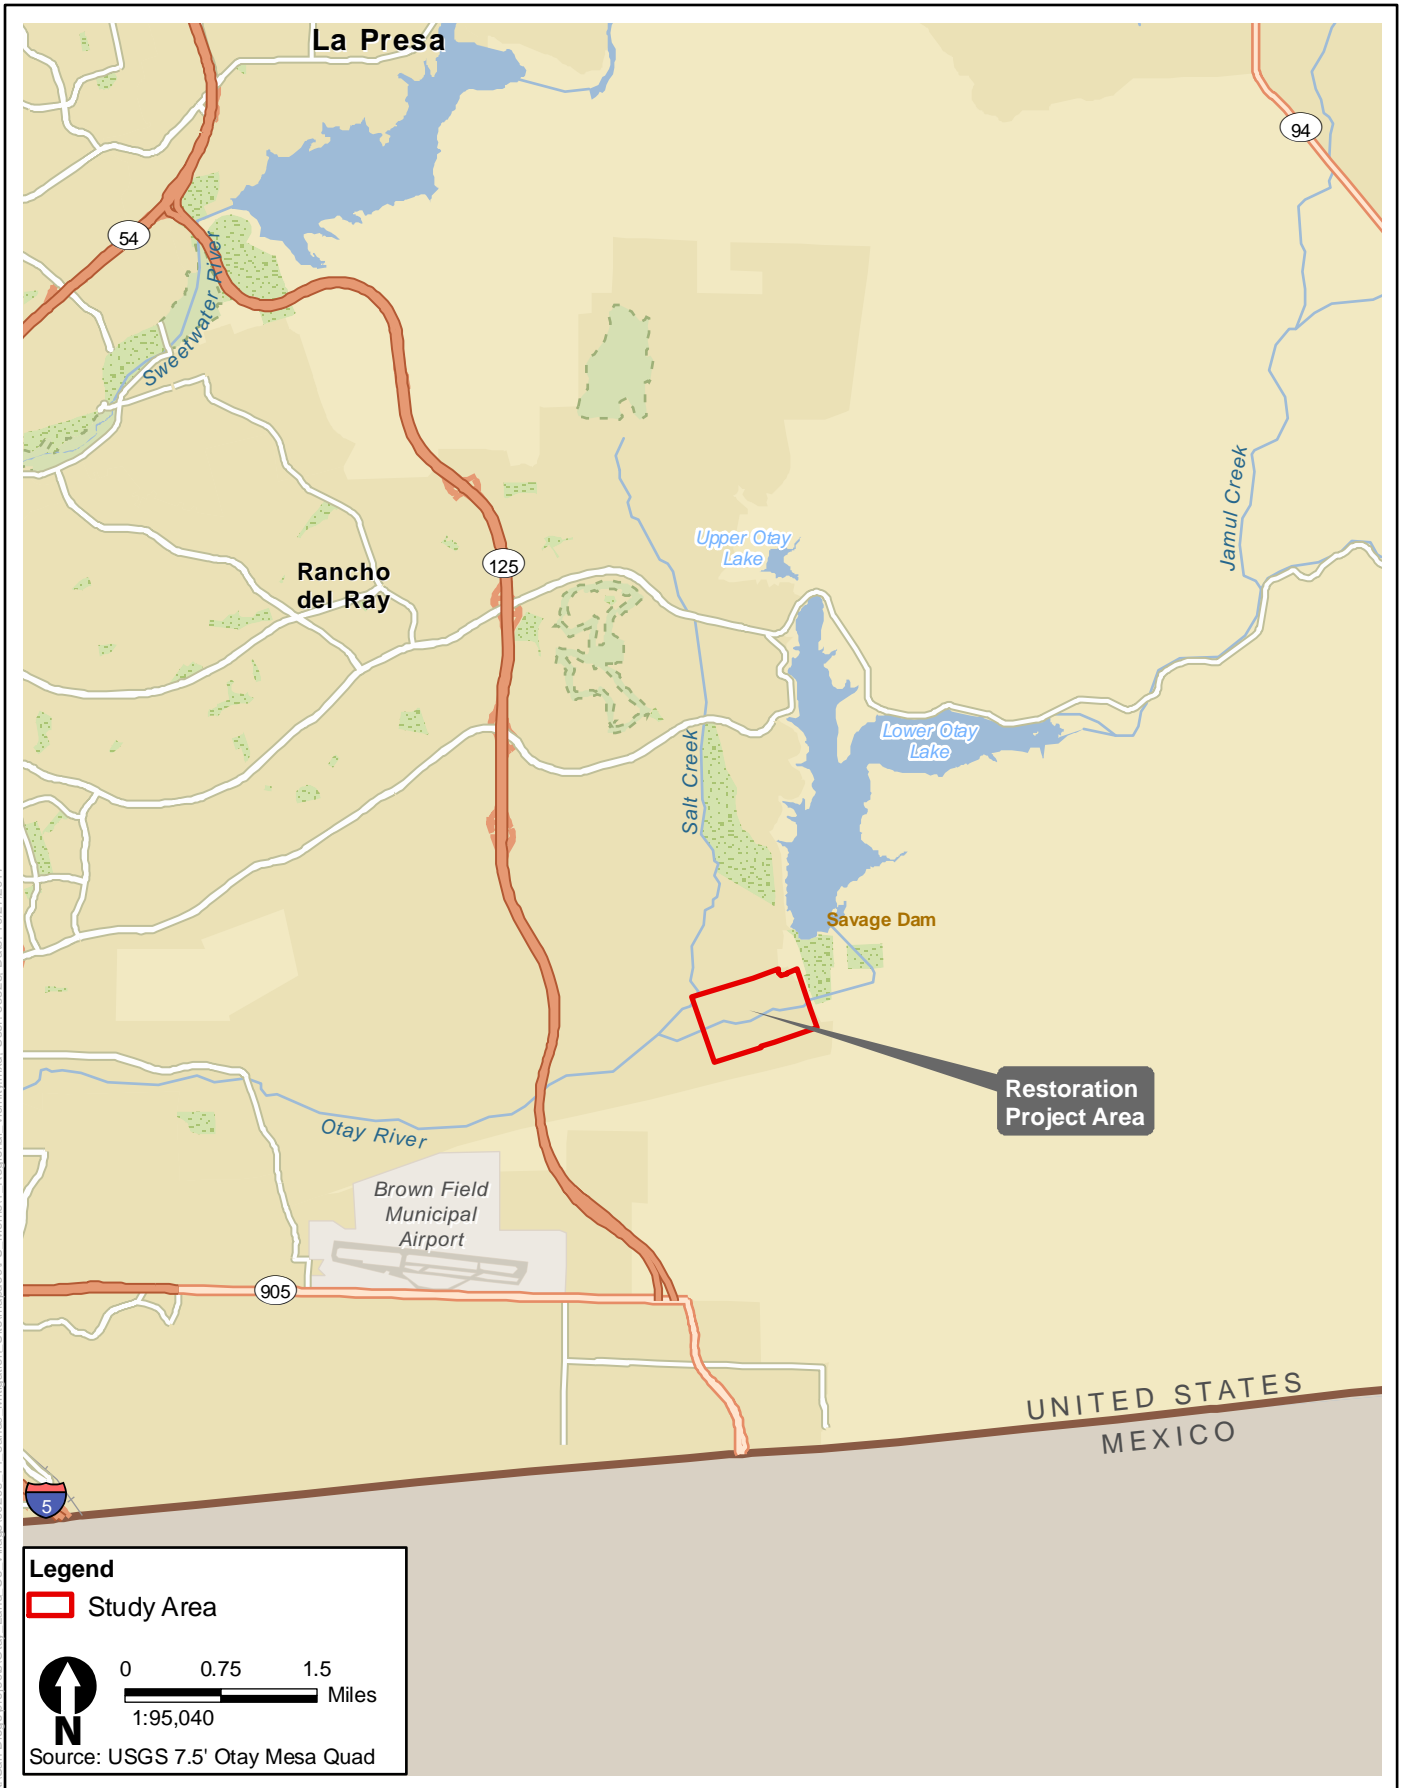 La Presa
94
54
Sweetwater River
Jamul Creek
Upper Otay
Lake
125
Rancho
del Ray
Lower Otay
Lake
Salt Creek
Savage Dam
Restoration
Project Area
Otay River
Brown Field
Municipal
Airport
905
UNITED STATES
MEXICO
5
Legend
Study Area
0 0.75 1.5
Miles
1:95,040
N
Source: USGS 7.5' Otay Mesa Quad